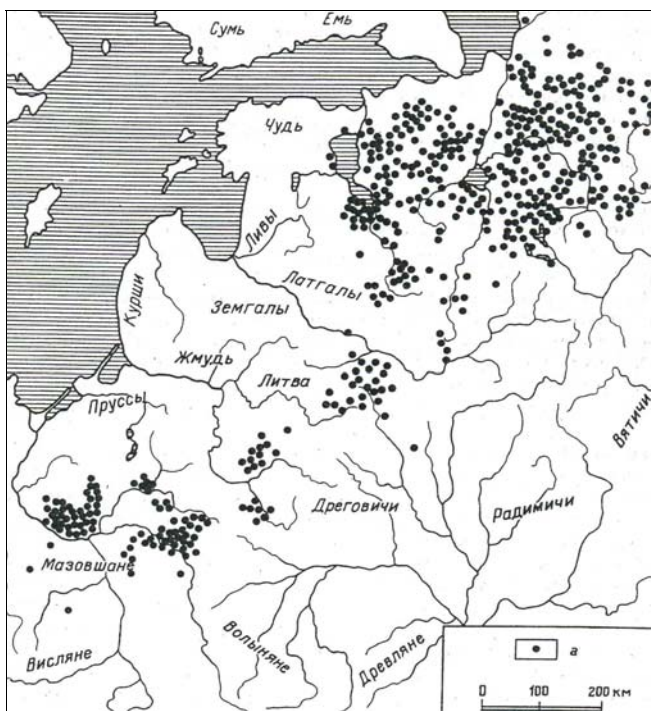 Сумь
Емь
Чудь
Ливы
Латгалы
Курши
Земгалы
Жмудь
Литва
Пруссы
Вятичи
Дреговичи
Радимичи
Мазовшане
Висляне
Волыняне
Древляне
а
0 100 200 км